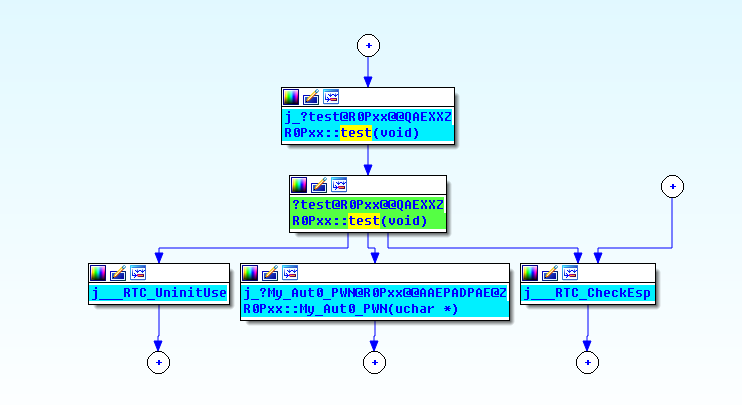 j_?test@R0Pxx@@QAEXXZ
R0Pxx::test(void)
?test@R0Pxx@@QAEXXZ
R0Pxx::test(void)
j___RTC_UninitUse
j_?My_Aut0_PWN@R0Pxx@@AAEPADPAE@Z
R0Pxx::My_Aut0_PWN(uchar *)
j___RTC_CheckEsp